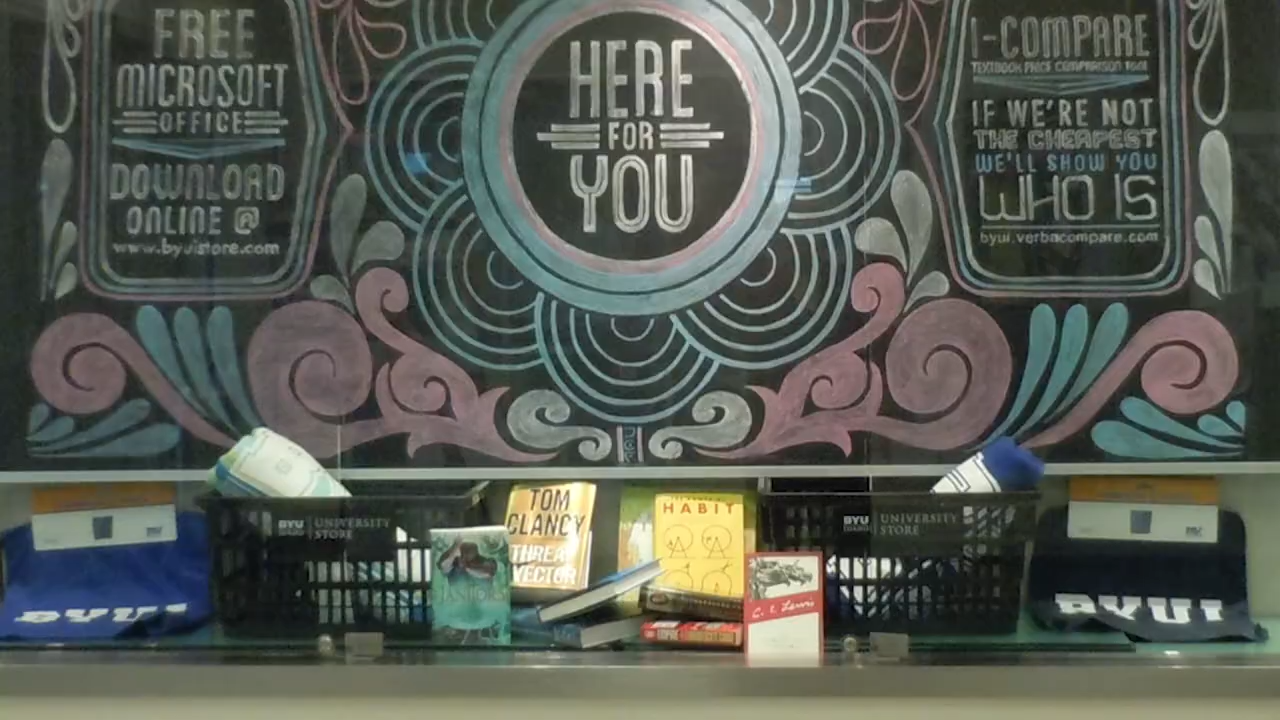 FREE
MICROSOFT
OFFICE
DOWNLOAD
ONLINE @
www.byuistore.com
HERE
FOR
YOU
I-COMPARE
TEXTBOOK PRICE COMPARISON TOOL
IF WE'RE NOT
THE CHEAPEST
WE'LL SHOW YOU
WHO IS
byui.verbacompare.com
BYU
UNIVERSITY
STORE
TOM
CLANCY
THREAT
VECTOR
HABIT
BYU
IDAHO
UNIVERSITY
STORE
C. S. Lewis
BYUI
BYUI